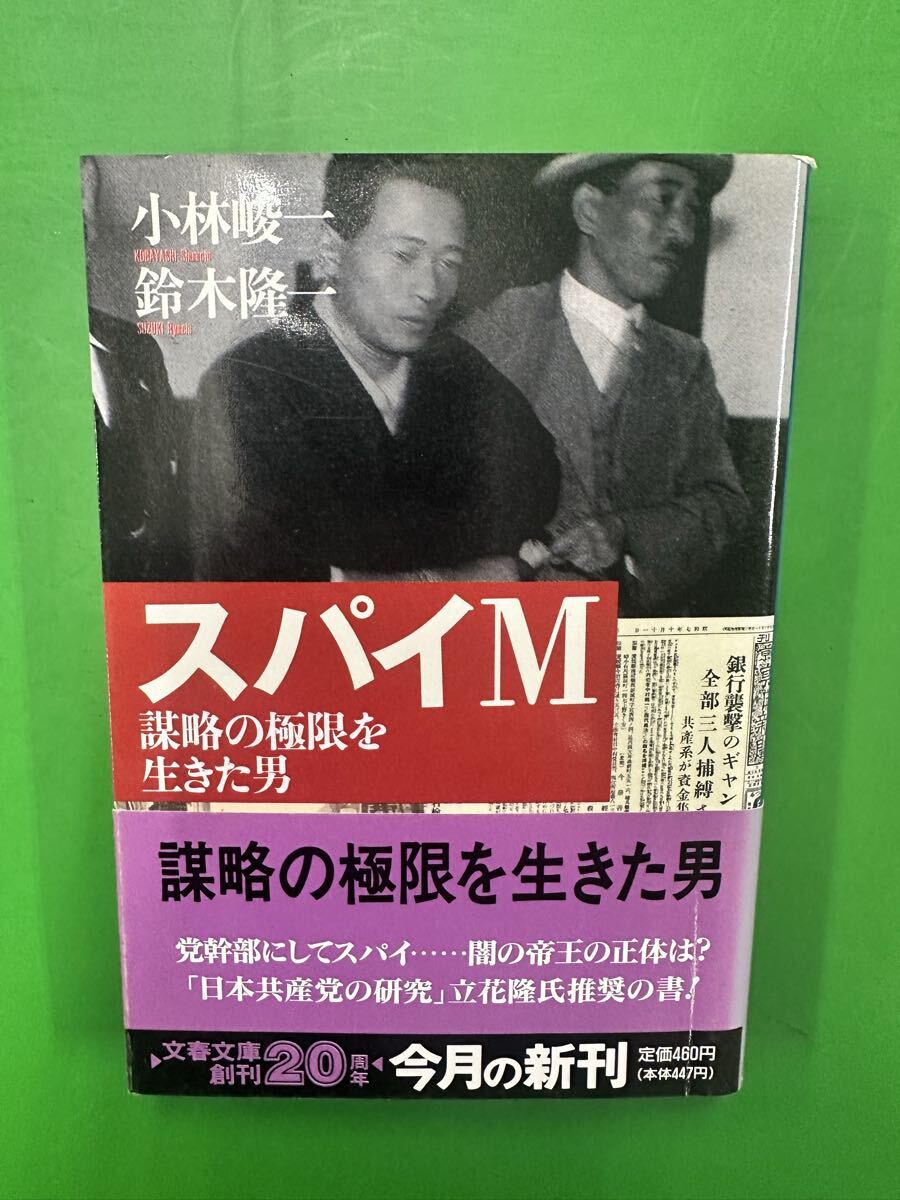 小林峻一
KOBAYASHI Shunichi
鈴木隆一
SUZUKI Ryuichi
スパイM
謀略の極限を
生きた男
銀行襲撃のギャン
全部三人捕縛さ
共産系が資金集
謀略の極限を生きた男
党幹部にしてスパイ……闇の帝王の正体は?
「日本共産党の研究」立花隆氏推奨の書!
文春文庫
創刊20周年
今月の新刊
定価460円
(本体447円)